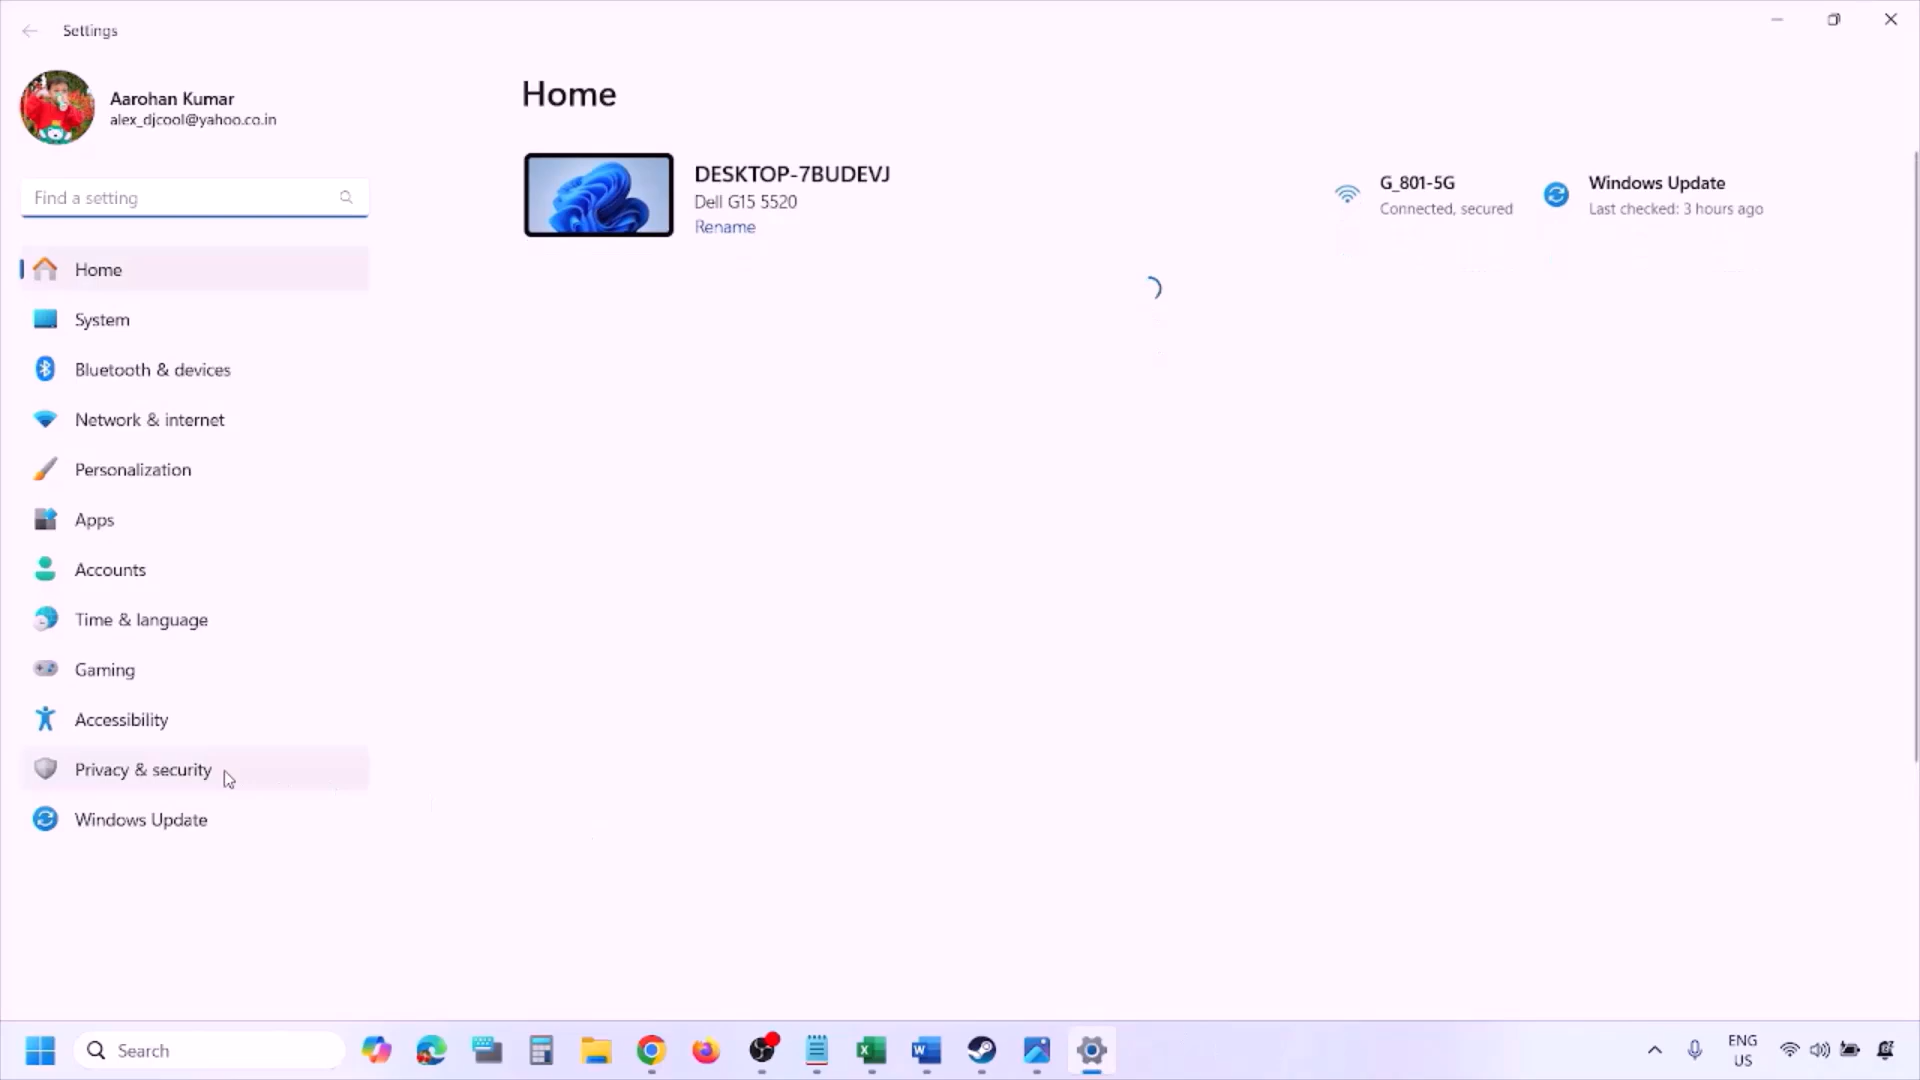 Settings
Aarohan Kumar
alex_djcool@yahoo.co.in
Find a setting
Home
System
Bluetooth & devices
Network & internet
Personalization
Apps
Accounts
Time & language
Gaming
Accessibility
Privacy & security
Windows Update
Home
DESKTOP-7BUDEVJ
Dell G15 5520
Rename
G_801-5G
Connected, secured
Windows Update
Last checked: 3 hours ago
Search
ENG
US